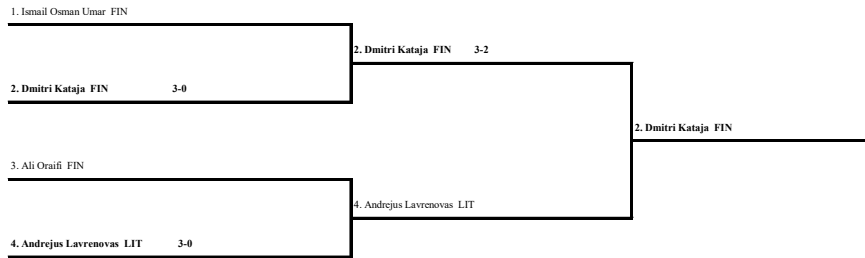 1. Ismail Osman Umar FIN
2. Dmitri Kataja FIN 3-2
2. Dmitri Kataja FIN 3-0
2. Dmitri Kataja FIN
3. Ali Oraifi FIN
4. Andrejus Lavrenovas LIT
4. Andrejus Lavrenovas LIT 3-0